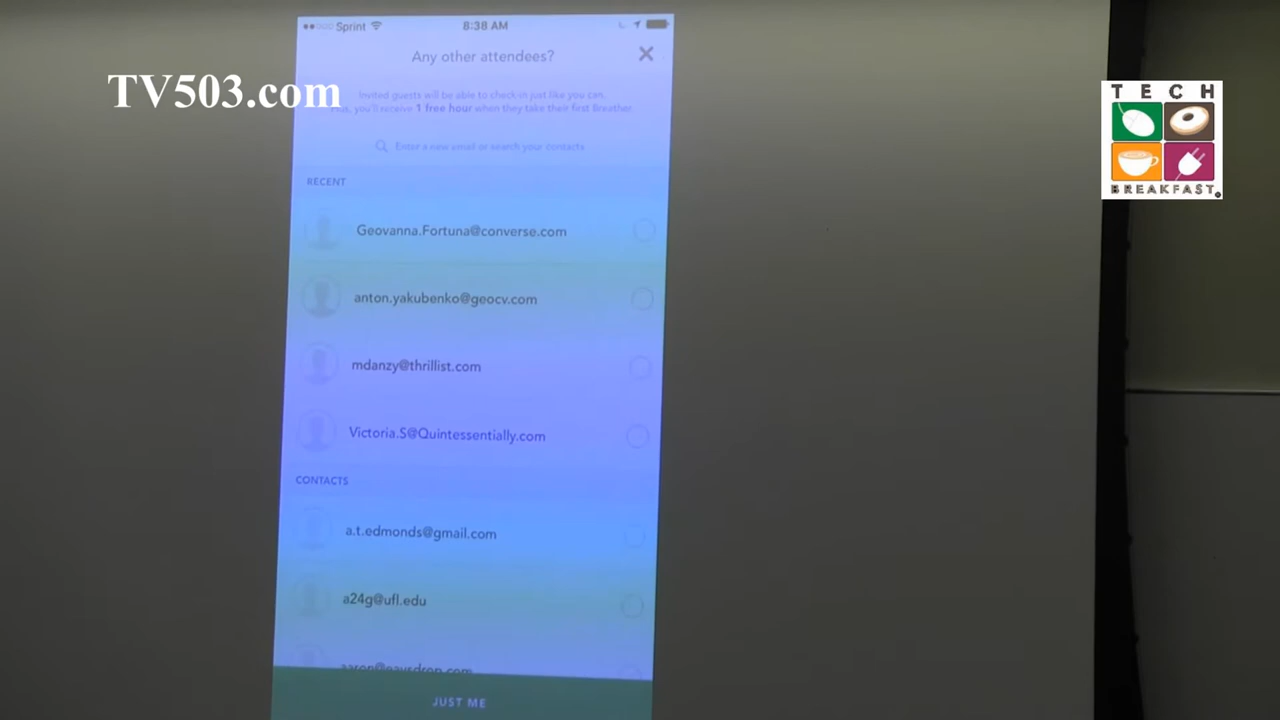 Sprint 8:38 AM
Any other attendees?
TV503.com
Invited guests will be able to check-in just like you can.
Plus, you'll receive 1 free hour when they take their first Breather.
Enter a new email or search your contacts
RECENT
Geovanna.Fortuna@converse.com
anton.yakubenko@geocv.com
mdanzy@thrillist.com
Victoria.S@Quintessentially.com
CONTACTS
a.t.edmonds@gmail.com
a24g@ufl.edu
JUST ME
TECH
BREAKFAST